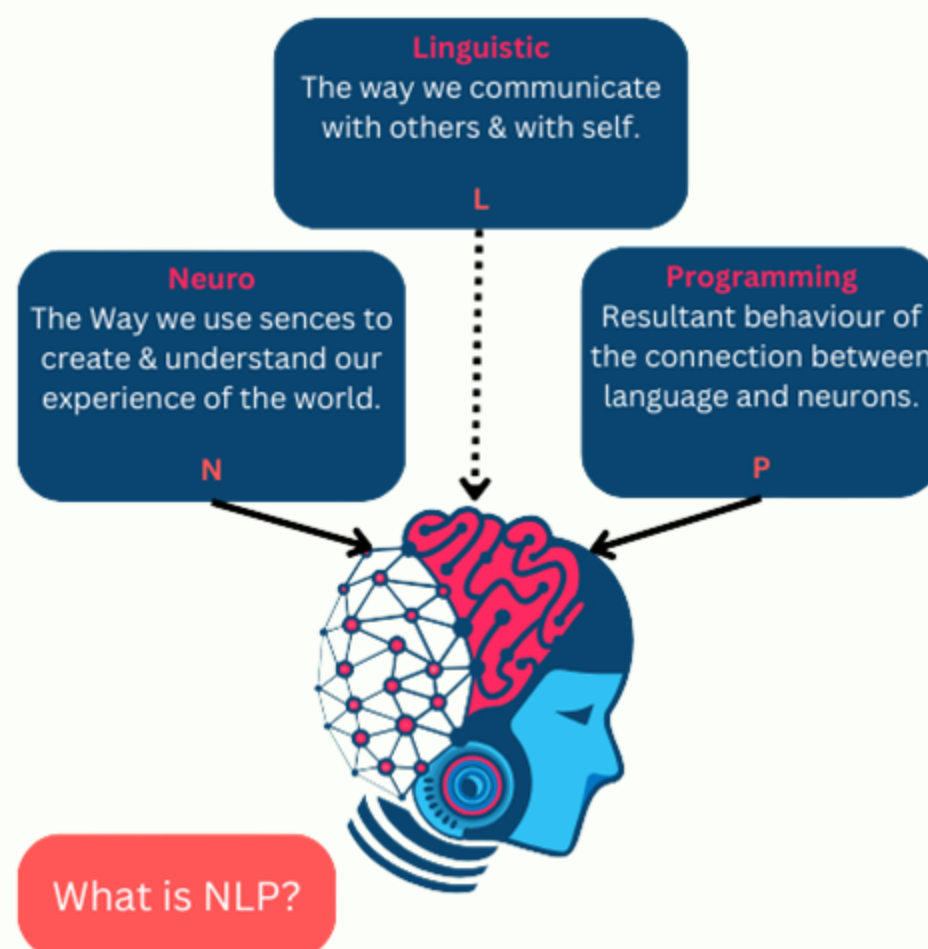 Linguistic
The way we communicate
with others & with self.
L
Neuro
The Way we use sences to
create & understand our
experience of the world.
N
Programming
Resultant behaviour of
the connection between
language and neurons.
P
What is NLP?